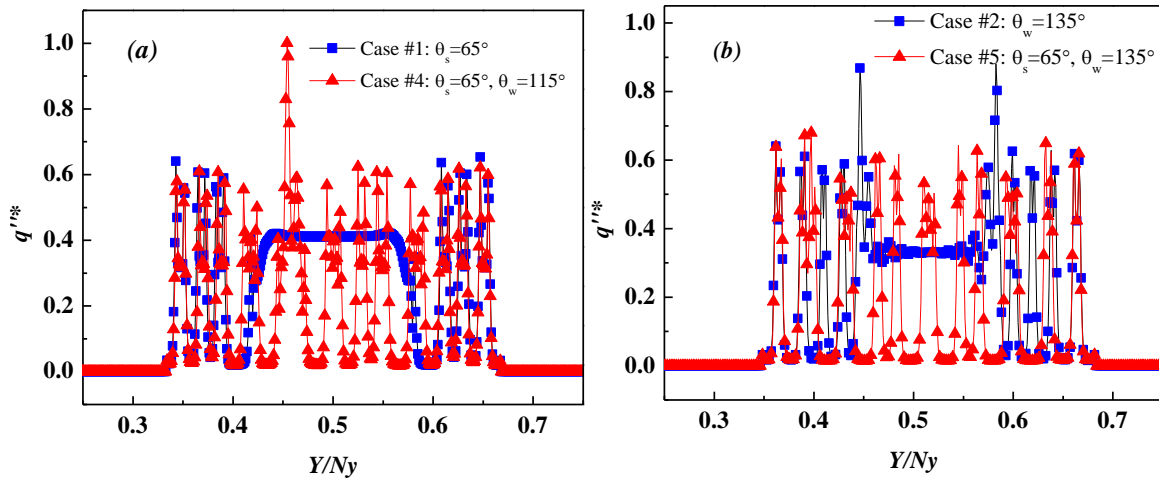 (a)
Case #1: θs=65°
Case #4: θs=65°, θw=115°
1.0
0.8
0.6
0.4
0.2
0.0
q''*
0.3 0.4 0.5 0.6 0.7
Y/Ny
(b)
Case #2: θw=135°
Case #5: θs=65°, θw=135°
1.0
0.8
0.6
0.4
0.2
0.0
q''*
0.3 0.4 0.5 0.6 0.7
Y/Ny